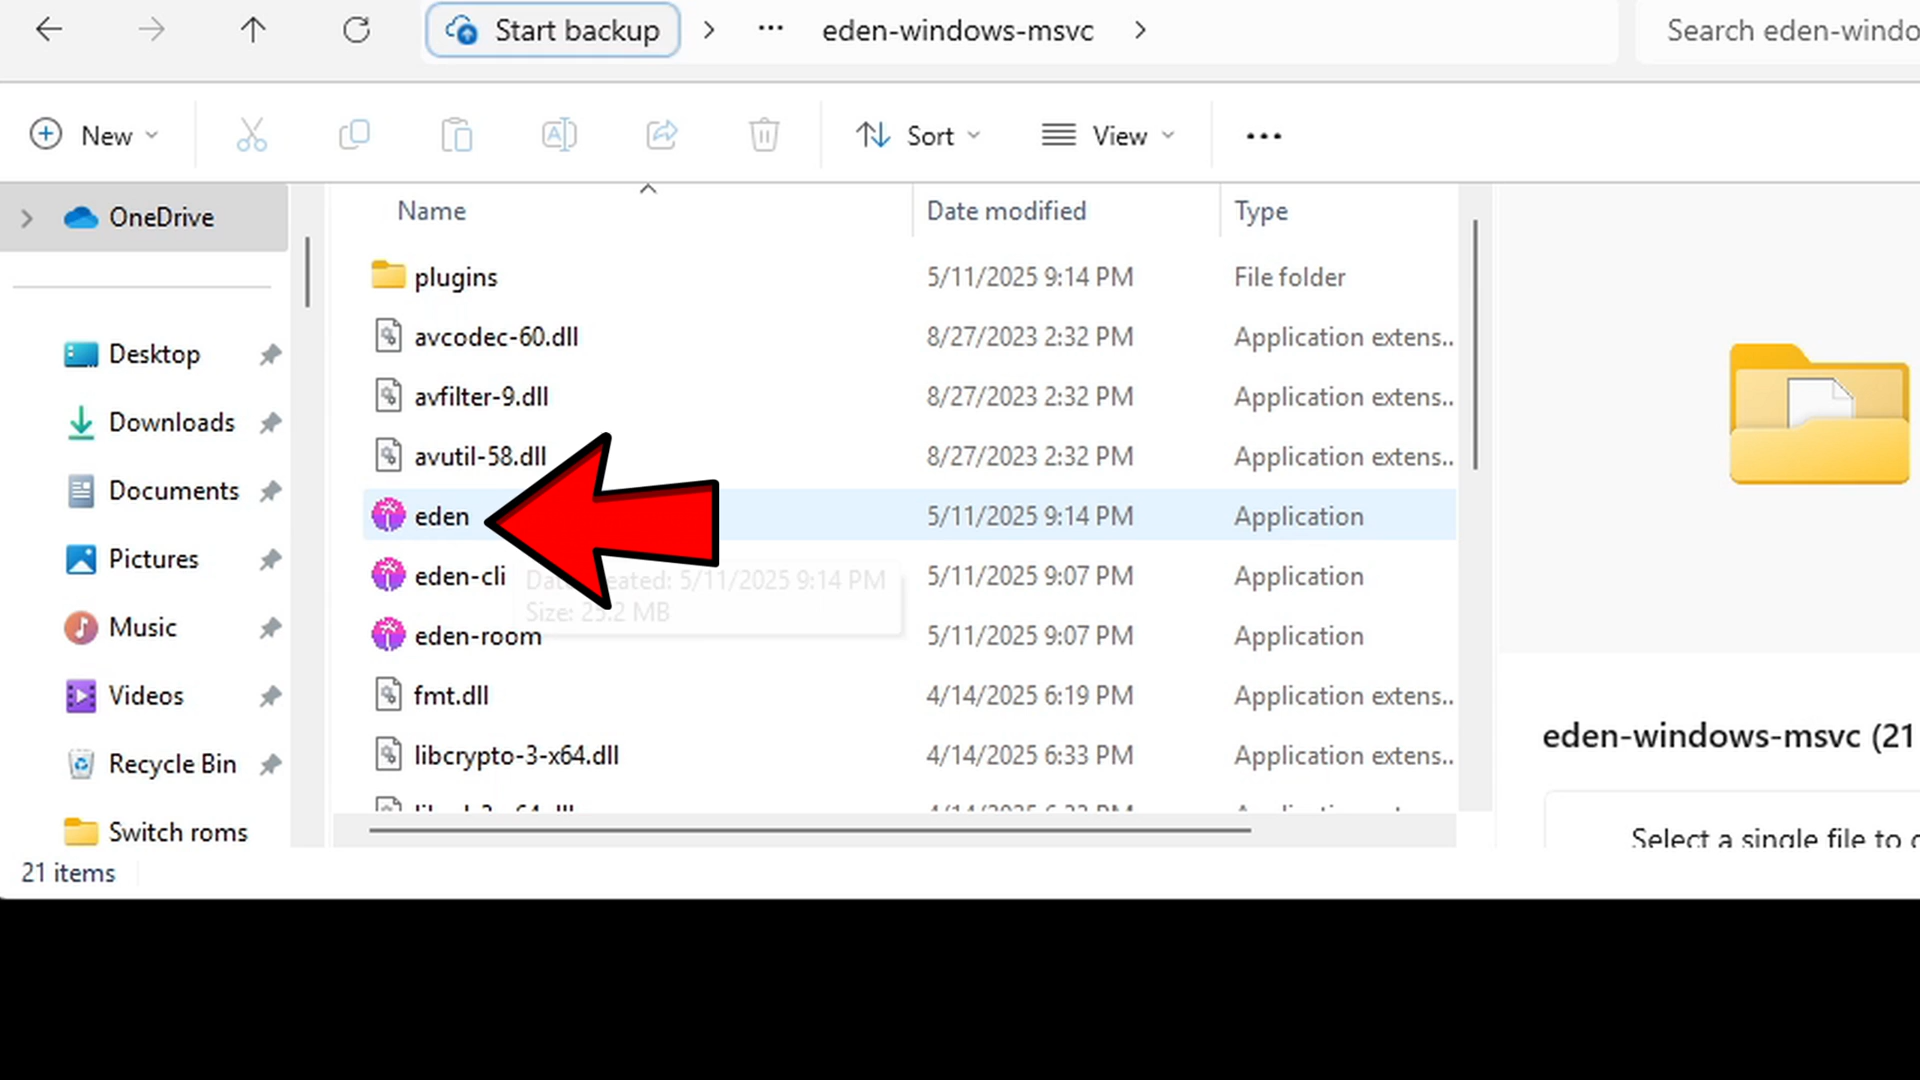 Start backup
eden-windows-msvc
Search eden-windo
New
Sort
View
OneDrive
Desktop
Downloads
Documents
Pictures
Music
Videos
Recycle Bin
Switch roms
Name Date modified Type
plugins 5/11/2025 9:14 PM File folder
avcodec-60.dll 8/27/2023 2:32 PM Application extens..
avfilter-9.dll 8/27/2023 2:32 PM Application extens..
avutil-58.dll 8/27/2023 2:32 PM Application extens..
eden 5/11/2025 9:14 PM Application
eden-cli 5/11/2025 9:07 PM Application
eden-room 5/11/2025 9:07 PM Application
fmt.dll 4/14/2025 6:19 PM Application extens..
libcrypto-3-x64.dll 4/14/2025 6:33 PM Application extens..
5/11/2025 9:14 PM
Size: MB
eden-windows-msvc (21
Select a single file to
21 items